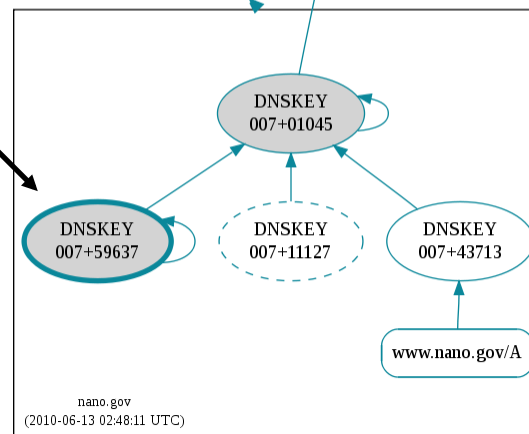 DNSKEY
007+01045
DNSKEY
007+59637
DNSKEY
007+11127
DNSKEY
007+43713
www.nano.gov/A
nano.gov
(2010-06-13 02:48:11 UTC)